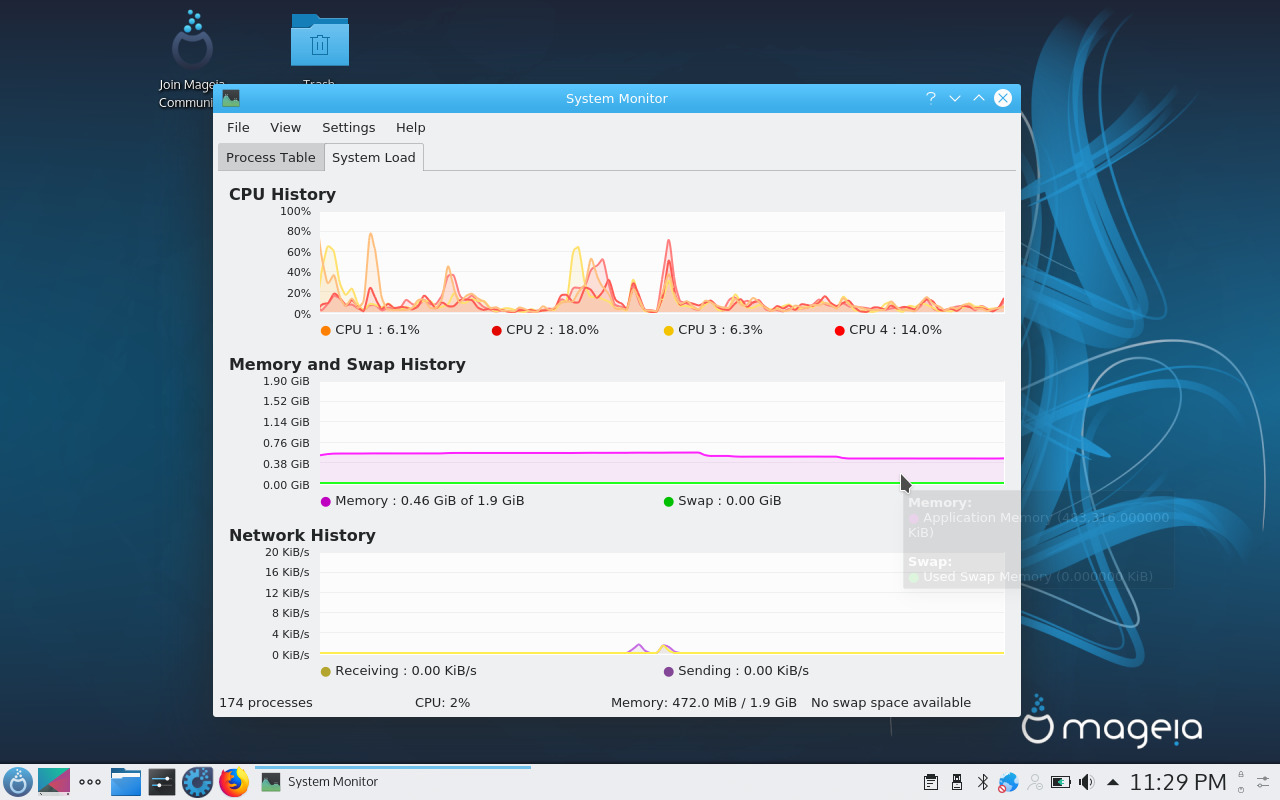 Join Mageia
Communi
Trash
System Monitor
File View Settings Help
Process Table System Load
CPU History
100%
80%
60%
40%
20%
0%
CPU 1 : 6.1% CPU 2 : 18.0% CPU 3 : 6.3% CPU 4 : 14.0%
Memory and Swap History
1.90 GiB
1.52 GiB
1.14 GiB
0.76 GiB
0.38 GiB
0.00 GiB
Memory : 0.46 GiB of 1.9 GiB Swap : 0.00 GiB
Memory:
Application Memory (483,316.000000
KiB)
Swap:
Used Swap Memory (0.000000 KiB)
Network History
20 KiB/s
16 KiB/s
12 KiB/s
8 KiB/s
4 KiB/s
0 KiB/s
Receiving : 0.00 KiB/s Sending : 0.00 KiB/s
174 processes CPU: 2% Memory: 472.0 MiB / 1.9 GiB No swap space available
mageia
System Monitor 11:29 PM